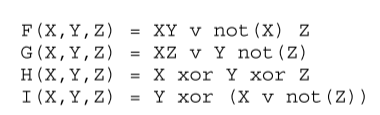 F(X,Y,Z) = XY v not(X) Z
G(X,Y,Z) = XZ v Y not(Z)
H(X,Y,Z) = X xor Y xor Z
I(X,Y,Z) = Y xor (X v not(Z))